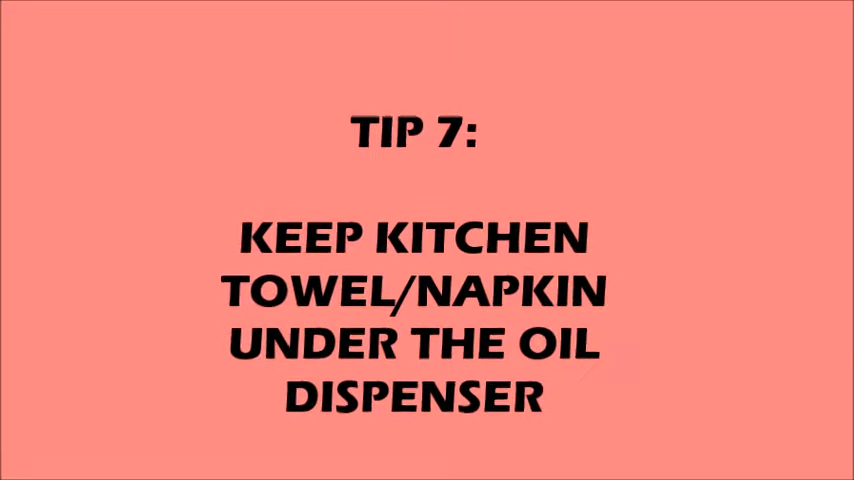 TIP 7:
KEEP KITCHEN
TOWEL/NAPKIN
UNDER THE OIL
DISPENSER